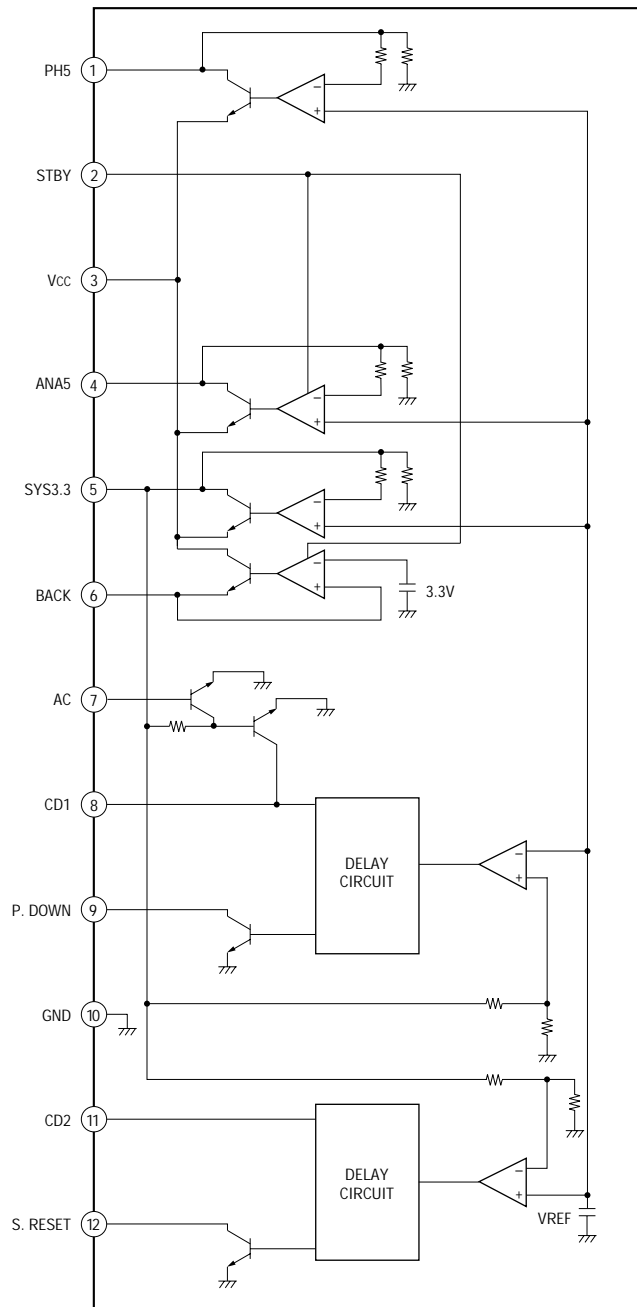 PH5 1
− +
STBY 2
Vcc 3
ANA5 4
− +
SYS3.3 5
− +
BACK 6
− +
3.3V
AC 7
CD1 8
DELAY
CIRCUIT
− +
P. DOWN 9
GND 10
CD2 11
DELAY
CIRCUIT
− +
VREF
S. RESET 12